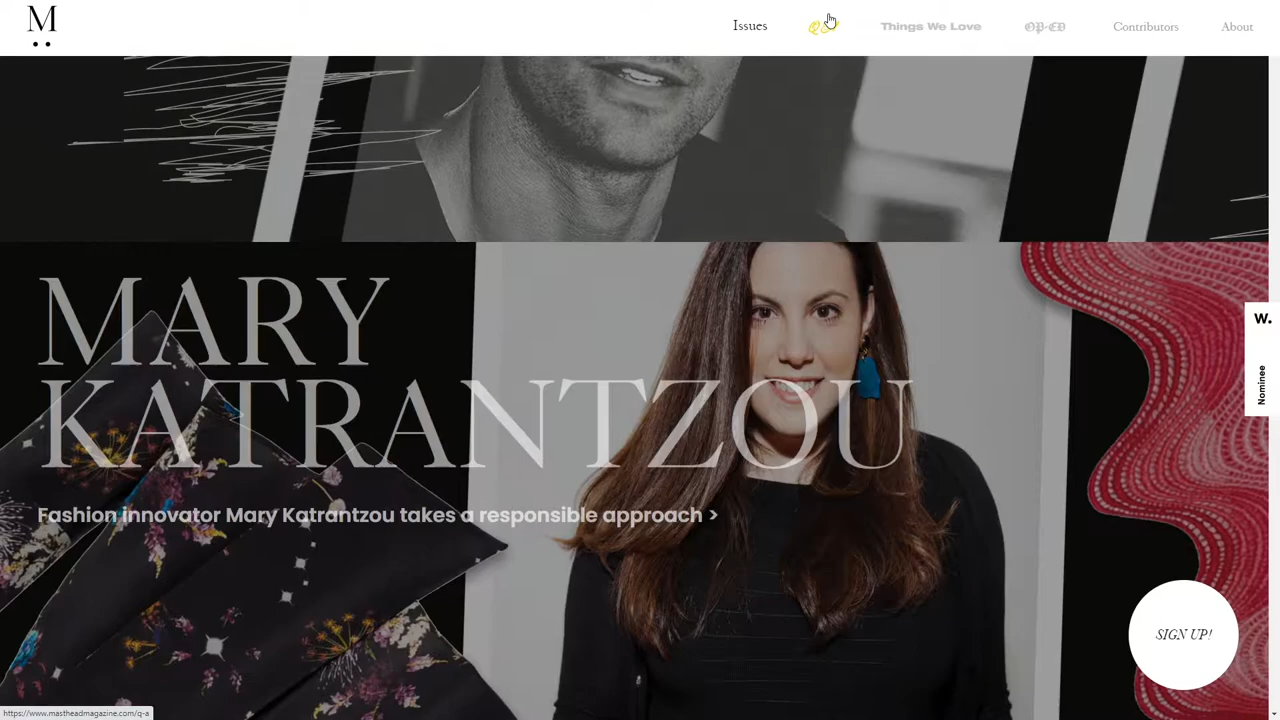 M
Issues
Q&A
Things We Love
OP-ED
Contributors
About
MARY
KATRANTZOU
Fashion innovator Mary Katrantzou takes a responsible approach >
W.
Nominee
SIGN UP!
https://www.mastheadmagazine.com/q-a